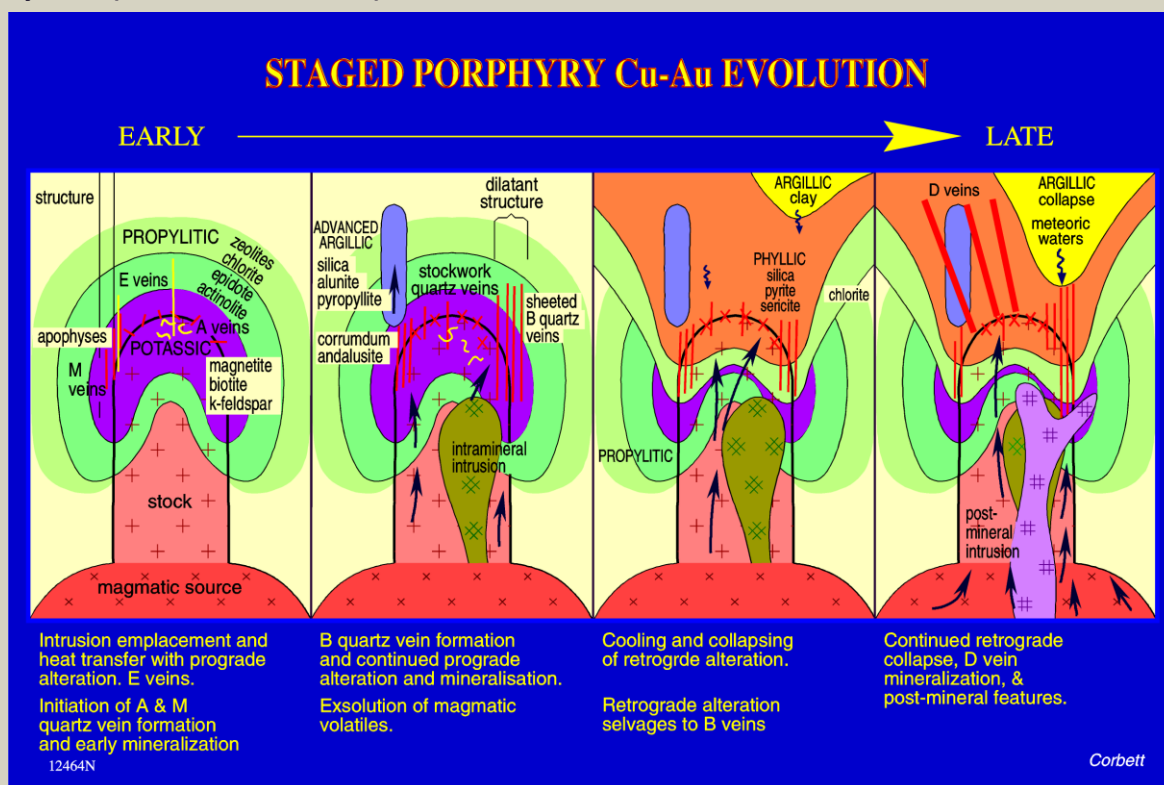 STAGED PORPHYRY Cu-Au EVOLUTION
EARLY
LATE
structure
PROPYLITIC
zeolites
chlorite
epidote
actinolite
E veins
A veins
apophyses
POTASSIC
M
veins
magnetite
biotite
k-feldspar
stock
magmatic source
dilatant
structure
ADVANCED
ARGILLIC
silica
alunite
pyropyllite
stockwork
quartz veins
sheeted
B quartz
veins
corrumdum
andalusite
intramineral
intrusion
ARGILLIC
clay
PHYLLIC
silica
pyrite
sericite
chlorite
PROPYLITIC
D veins
ARGILLIC
collapse
meteoric
waters
post-
mineral
intrusion
Intrusion emplacement and
heat transfer with prograde
alteration. E veins.
Initiation of A & M
quartz vein formation
and early mineralization
B quartz vein formation
and continued prograde
alteration and mineralisation.
Exsolution of magmatic
volatiles.
Cooling and collapsing
of retrogrde alteration.
Retrograde alteration
selvages to B veins
Continued retrograde
collapse, D vein
mineralization, &
post-mineral features.
12464N
Corbett